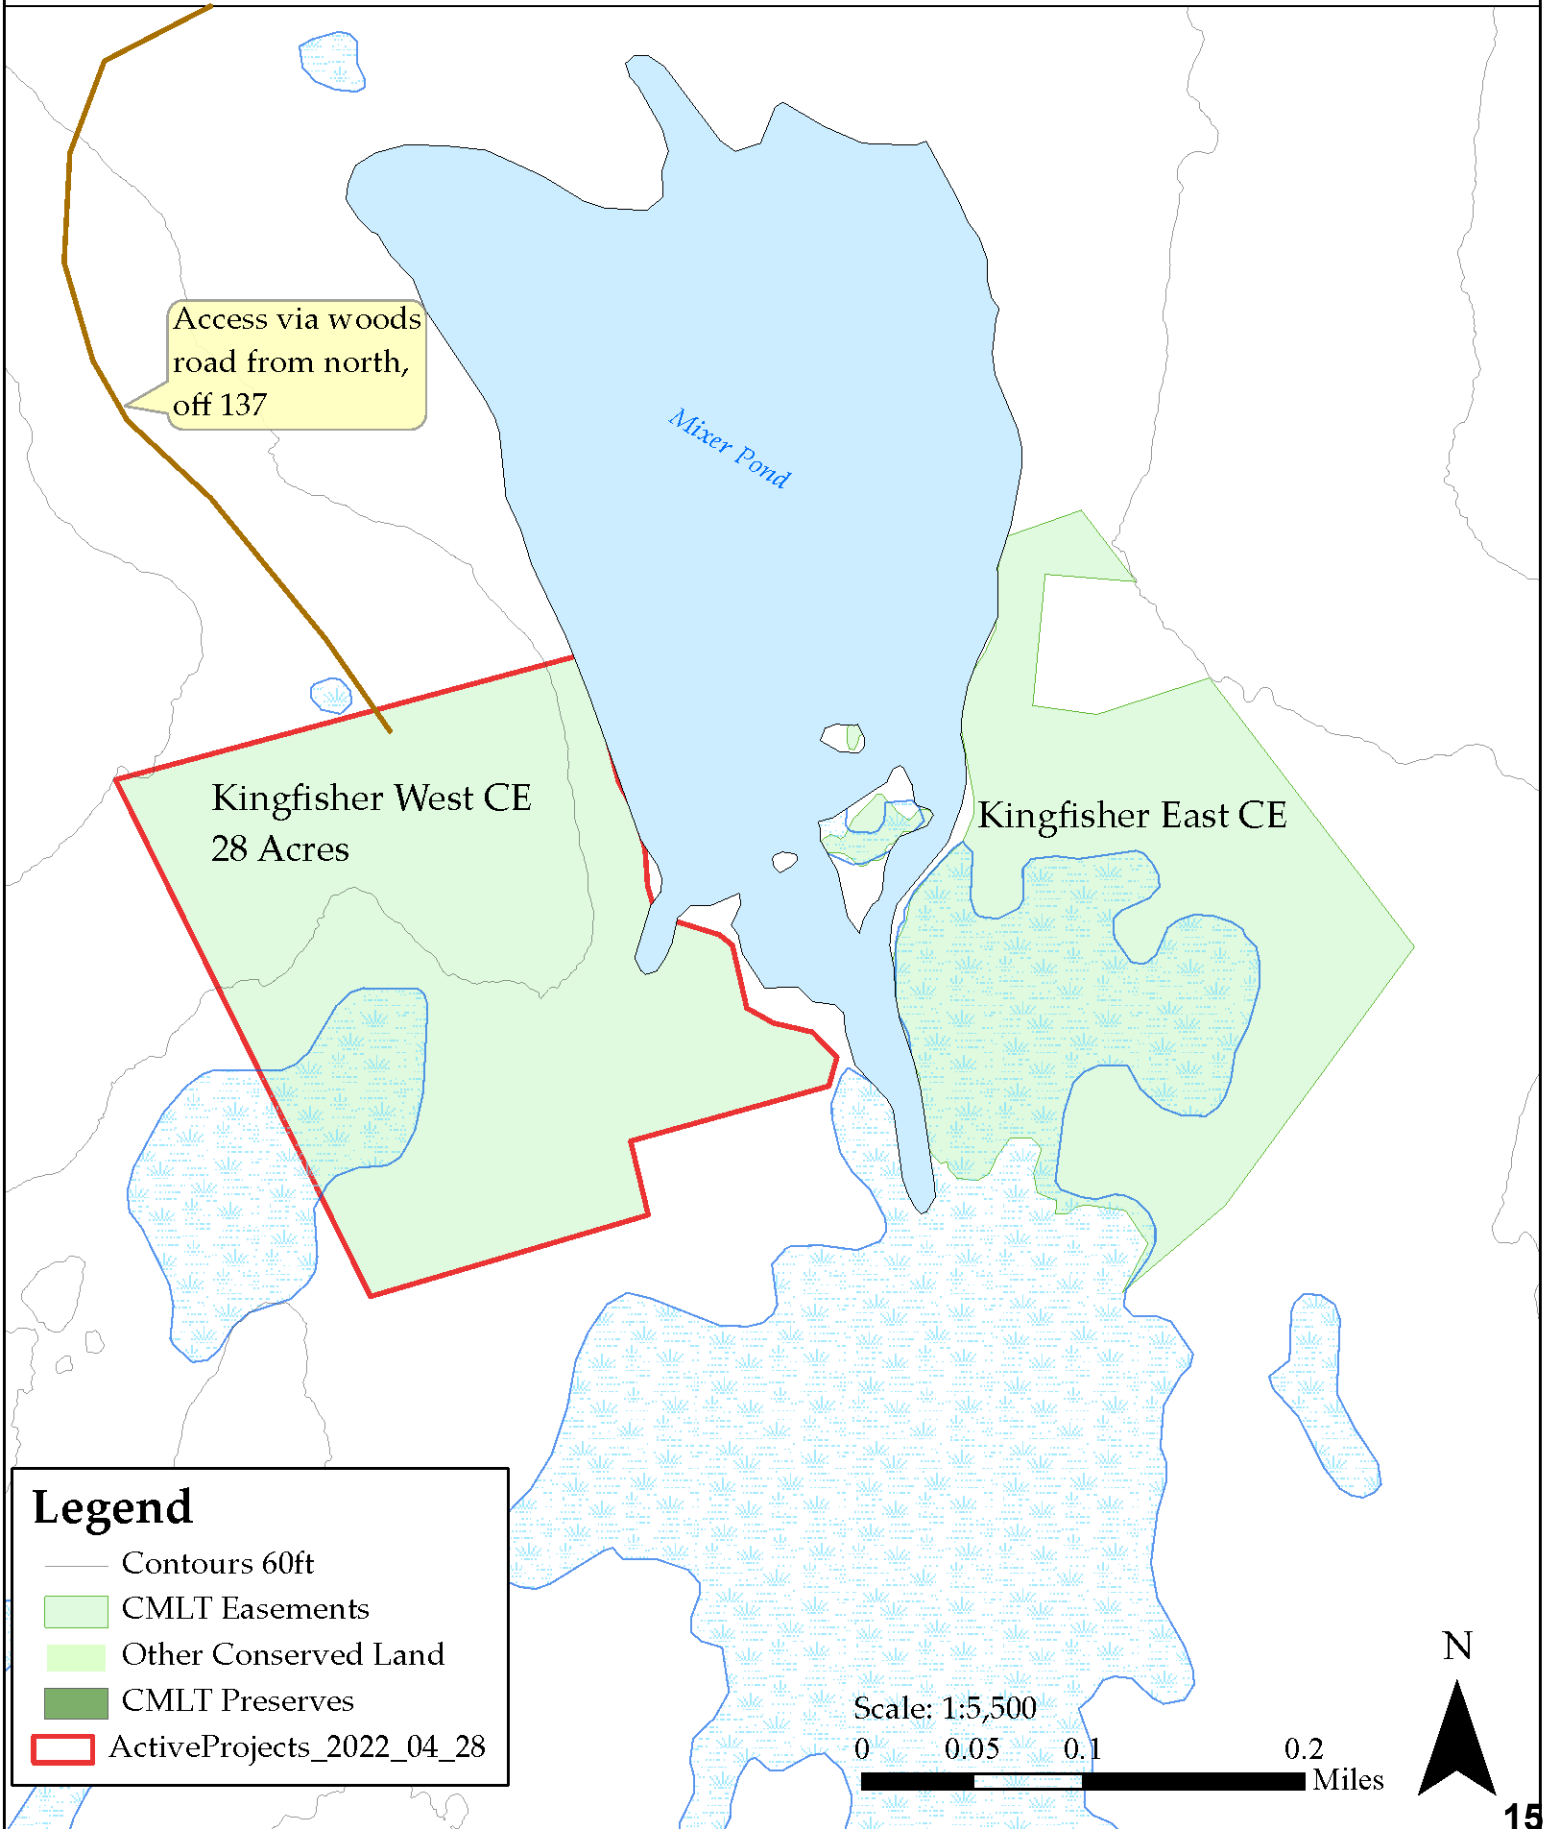 Access via woods
road from north,
off 137
Mixer Pond
Kingfisher West CE
28 Acres
Kingfisher East CE
Legend
Contours 60ft
CMLT Easements
Other Conserved Land
CMLT Preserves
ActiveProjects_2022_04_28
N
Scale: 1:5,500
0 0.05 0.1 0.2
Miles
15